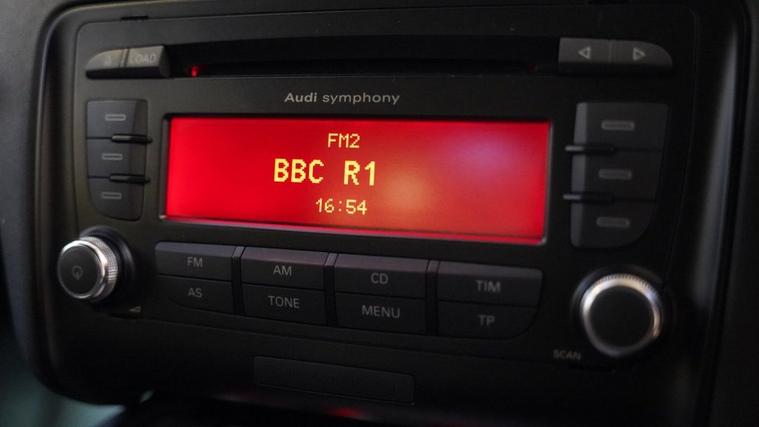 LOAD
Audi symphony
FM2
BBC R1
16:54
FM AM CD TIM
AS TONE MENU TP
SCAN